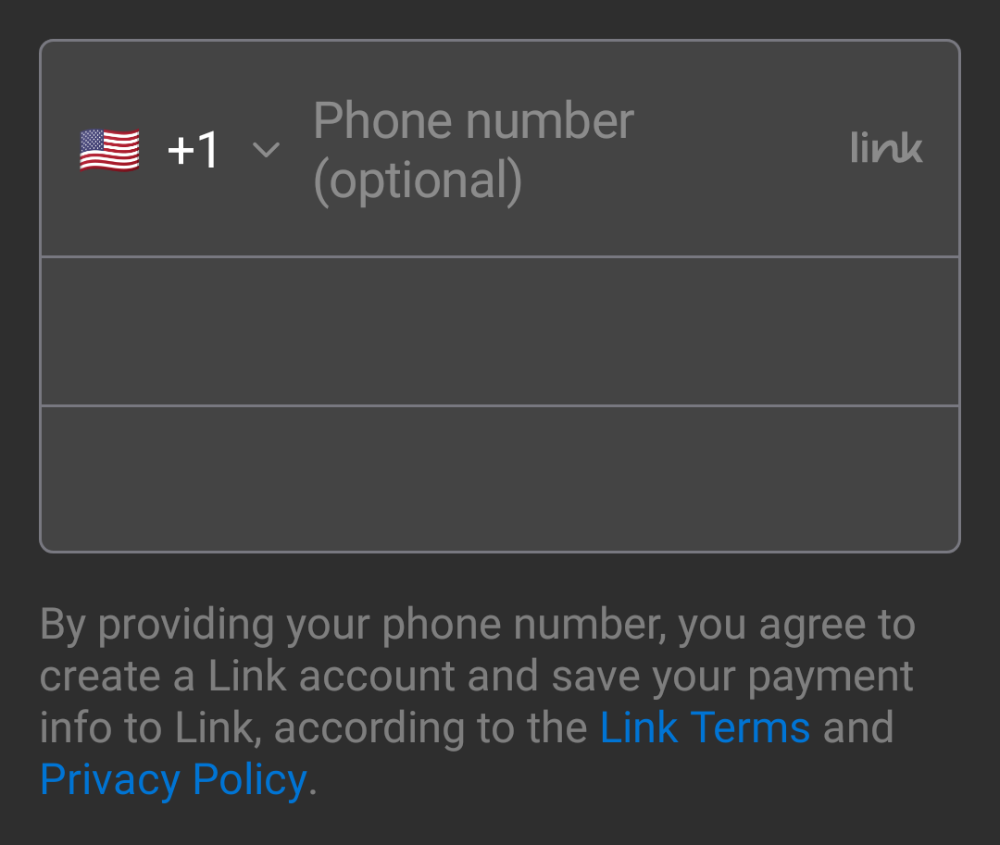 +1 Phone number link
(optional)
By providing your phone number, you agree to
create a Link account and save your payment
info to Link, according to the Link Terms and
Privacy Policy.